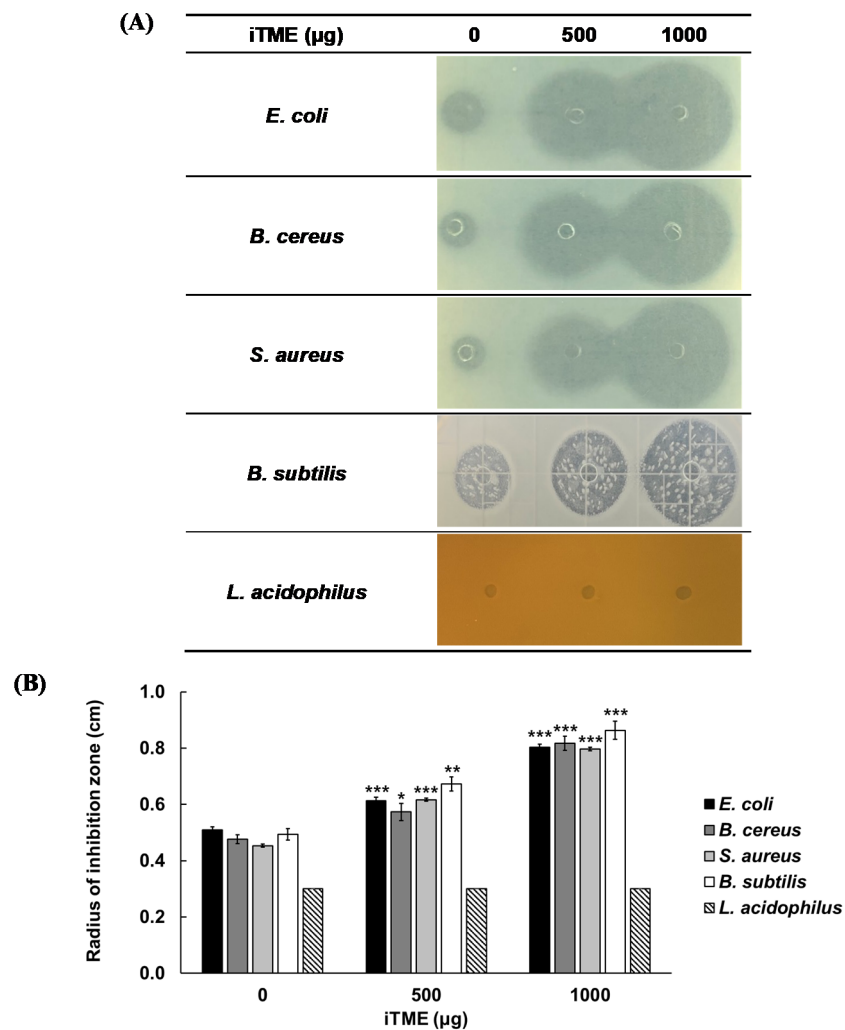 (A)
iTME (µg) 0 500 1000
E. coli
B. cereus
S. aureus
B. subtilis
L. acidophilus
(B)
Radius of inhibition zone (cm)
1.0
0.8
0.6
0.4
0.2
0.0
*** * *** **
*** *** *** ***
0 500 1000
iTME (µg)
E. coli
B. cereus
S. aureus
B. subtilis
L. acidophilus